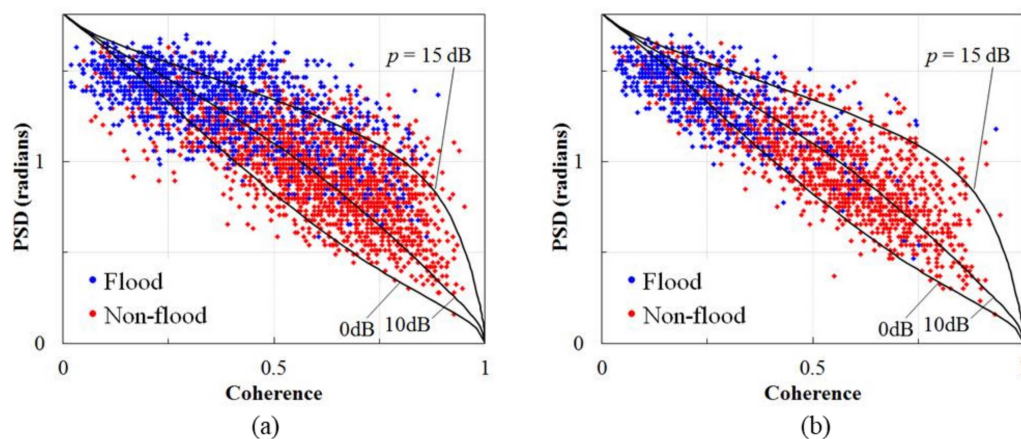 p = 15 dB
1
PSD (radians)
Flood
Non-flood
0dB
10dB
0
0
0.5
1
Coherence
(a)
p = 15 dB
1
PSD (radians)
Flood
Non-flood
0dB
10dB
0
0
0.5
1
Coherence
(b)